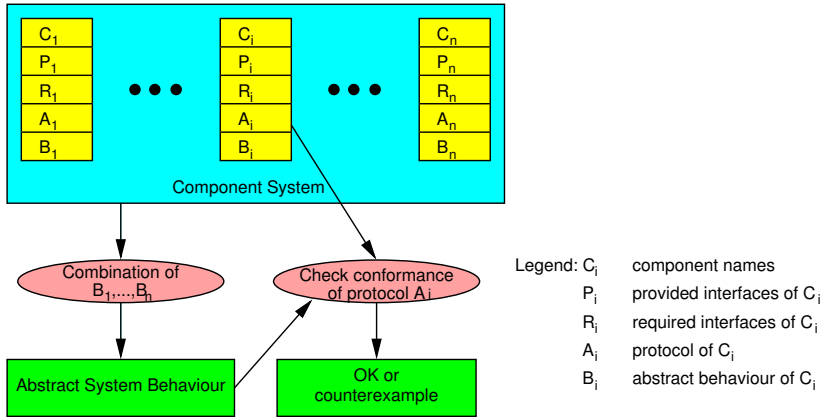 C1 Ci Cn
P1 Pi Pn
R1 Ri Rn
A1 Ai An
B1 Bi Bn
Component System
Combination of
B1,...,Bn
Check conformance
of protocol Ai
Abstract System Behaviour
OK or
counterexample
Legend: Ci component names
Pi provided interfaces of Ci
Ri required interfaces of Ci
Ai protocol of Ci
Bi abstract behaviour of Ci